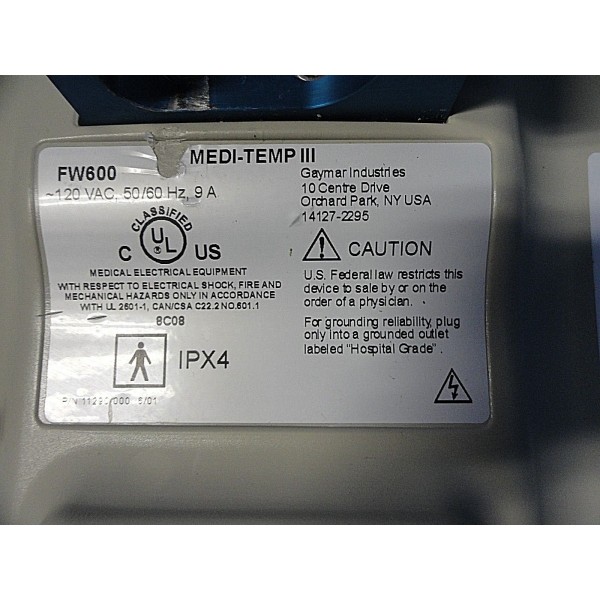 MEDI-TEMP III
FW600
~120 VAC, 50/60 Hz, 9 A
CLASSIFIED
UL
®
C US
MEDICAL ELECTRICAL EQUIPMENT
WITH RESPECT TO ELECTRICAL SHOCK, FIRE AND
MECHANICAL HAZARDS ONLY IN ACCORDANCE
WITH UL 2601-1, CAN/CSA C22.2 NO.601.1
8C08
IPX4
P/N 11290 000 5/01
Gaymar Industries
10 Centre Drive
Orchard Park, NY USA
14127-2295
CAUTION
U.S. Federal law restricts this
device to sale by or on the
order of a physician.
For grounding reliability, plug
only into a grounded outlet
labeled "Hospital Grade".